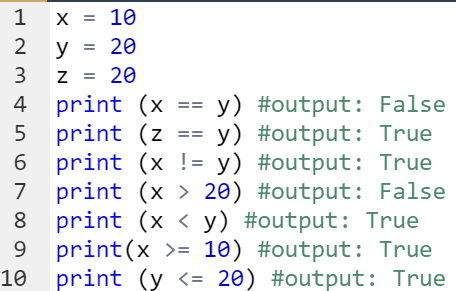 1 x = 10
2 y = 20
3 z = 20
4 print (x == y) #output: False
5 print (z == y) #output: True
6 print (x != y) #output: True
7 print (x > 20) #output: False
8 print (x < y) #output: True
9 print(x >= 10) #output: True
10 print (y <= 20) #output: True